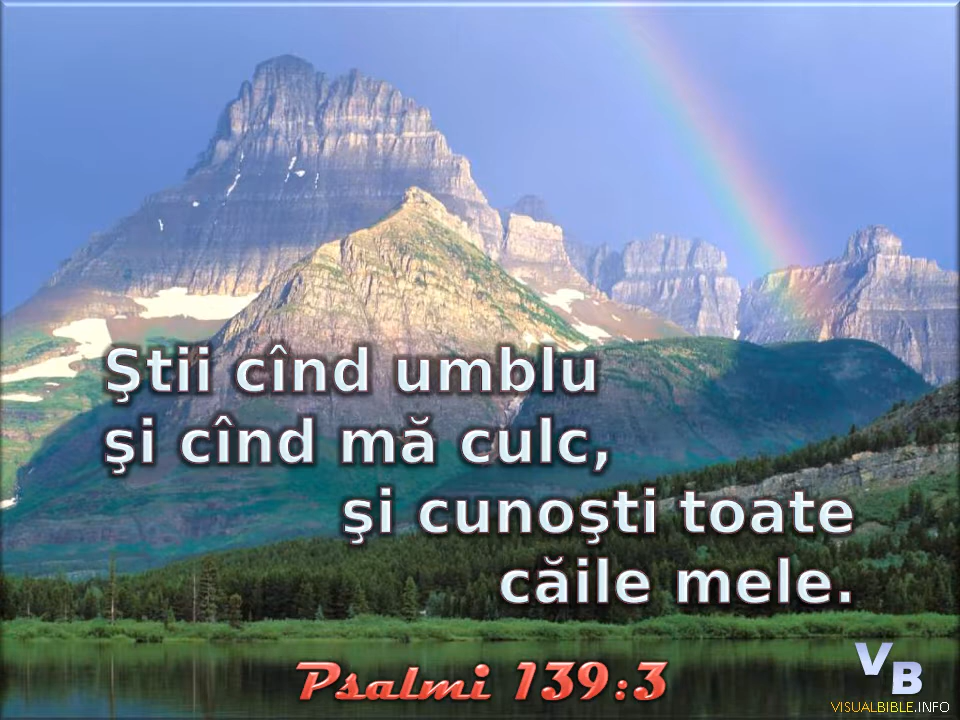 Ştii cînd umblu
şi cînd mă culc,
şi cunoşti toate
căile mele.
Psalmi 139:3
VB
VISUALBIBLE.INFO